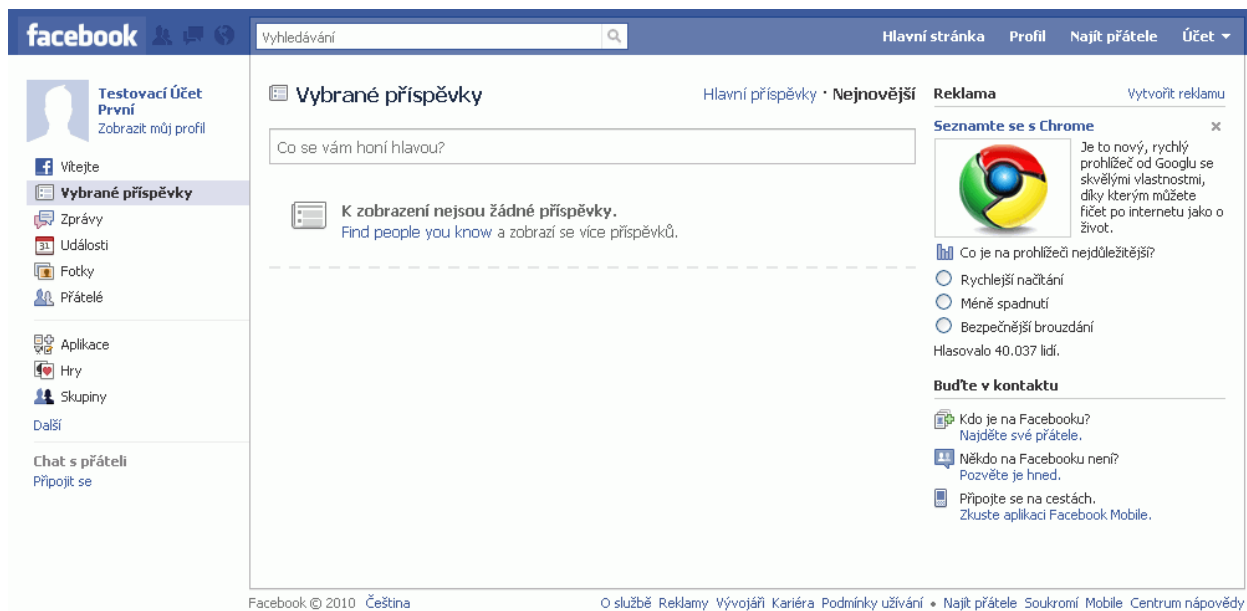 facebook
Vyhledávání
Hlavní stránka Profil Najít přátele Účet
Testovací Účet
První
Zobrazit můj profil
Vítejte
Vybrané příspěvky
Zprávy
31 Události
Fotky
Přátelé
Aplikace
Hry
Skupiny
Další
Chat s přáteli
Připojit se
Vybrané příspěvky
Hlavní příspěvky · Nejnovější
Co se vám honí hlavou?
K zobrazení nejsou žádné příspěvky.
Find people you know a zobrazí se více příspěvků.
Reklama Vytvořit reklamu
Seznamte se s Chrome
Je to nový, rychlý
prohlížeč od Googlu se
skvělými vlastnostmi,
díky kterým můžete
fičet po internetu jako o
život.
Co je na prohlížeči nejdůležitější?
Rychlejší načítání
Méně spadnutí
Bezpečnější brouzdání
Hlasovalo 40.037 lidí.
Buďte v kontaktu
Kdo je na Facebooku?
Najděte své přátele.
Někdo na Facebooku není?
Pozvěte je hned.
Připojte se na cestách.
Zkuste aplikaci Facebook Mobile.
Facebook © 2010 Čeština
O službě Reklamy Vývojáři Kariéra Podmínky užívání • Najít přátele Soukromí Mobile Centrum nápovědy